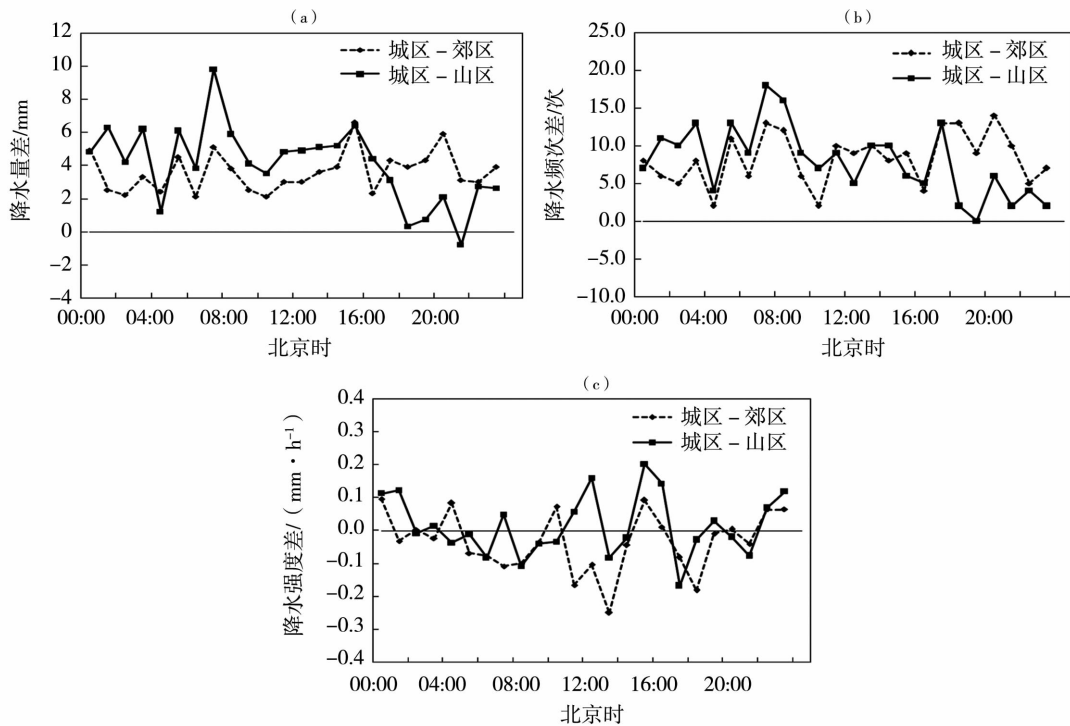 (a)
12
10
8
6
4
2
0
−2
−4
降水量差/mm
城区－郊区
城区－山区
00:00 04:00 08:00 12:00 16:00 20:00
北京时
(b)
25.0
20.0
15.0
10.0
5.0
0.0
−5.0
−10.0
降水频次差/次
城区－郊区
城区－山区
00:00 04:00 08:00 12:00 16:00 20:00
北京时
(c)
0.4
0.3
0.2
0.1
0.0
−0.1
−0.2
−0.3
−0.4
降水强度差/（mm·h⁻¹）
城区－郊区
城区－山区
00:00 04:00 08:00 12:00 16:00 20:00
北京时